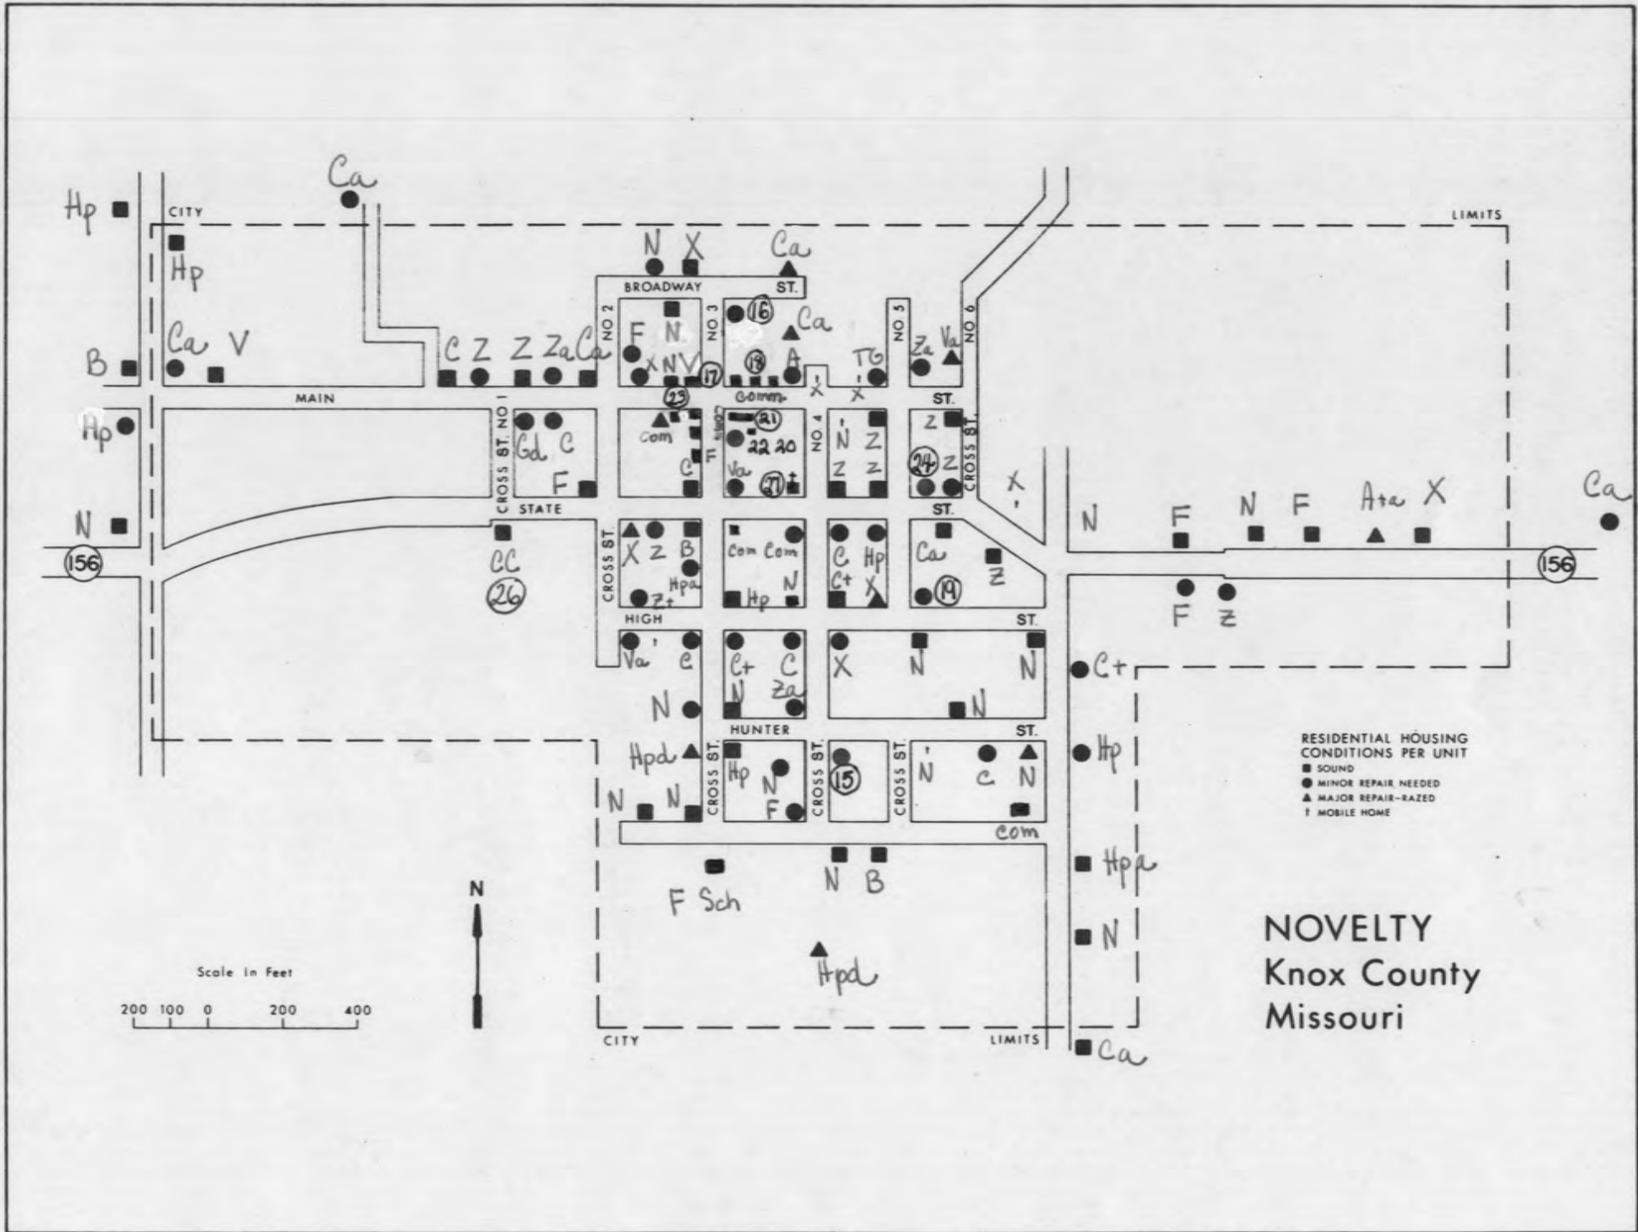 Ca
Hp
CITY
LIMITS
Hp
N X Ca
BROADWAY ST.
NO 2
NO. 3
NO. 5
NO. 6
16
N
Ca
B
Ca V
C Z Z Za Ca
F
X N V
17
18
A
TG
Za Va
X
X
MAIN
23
Comm
ST.
Hp
CROSS ST. NO 1
Gd C
F
Com
F
C
21
22 20
Va
27
NO. 4
N Z
Z Z
Z
24
Z
CROSS ST.
X
N
STATE
ST.
156
CC
26
CROSS ST.
X Z B
Hpa
Z+
Com Com
Hp N
C Hp
C+ X
Ca
19
Z
N F N F A+a X Ca
156
F Z
HIGH
ST.
Va C
C+ C
X N N
C+
N
N Za
N
HUNTER
ST.
Hpd
CROSS ST.
Hp
N
CROSS ST.
15
CROSS ST.
N C N
Hp
N N
F
Com
RESIDENTIAL HOUSING
CONDITIONS PER UNIT
SOUND
MINOR REPAIR NEEDED
MAJOR REPAIR-RAZED
MOBILE HOME
F Sch
N B
Hpa
N
N
Hpd
NOVELTY
Knox County
Missouri
Scale In Feet
200 100 0 200 400
CITY
LIMITS
Ca